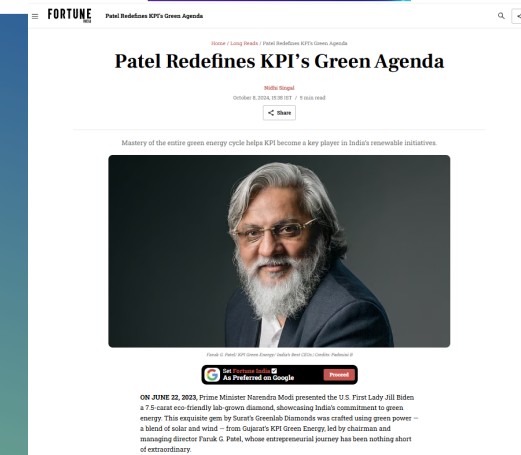 FORTUNE
INDIA
Patel Redefines KPI's Green Agenda
Home / Long Reads / Patel Redefines KPI's Green Agenda
Patel Redefines KPI's Green Agenda
Nidhi Singal
October 8, 2024, 15:38 IST / 5 min read
Share
Mastery of the entire green energy cycle helps KPI become a key player in India's renewable initiatives.
Faruk G. Patel/ KPI Green Energy/ India's Best CEOs | Credits: Padmini B
Set Fortune India
As Preferred on Google
Proceed
ON JUNE 22, 2023, Prime Minister Narendra Modi presented the U.S. First Lady Jill Biden
a 7.5-carat eco-friendly lab-grown diamond, showcasing India's commitment to green
energy. This exquisite gem by Surat's Greenlab Diamonds was crafted using green power —
a blend of solar and wind — from Gujarat's KPI Green Energy, led by chairman and
managing director Faruk G. Patel, whose entrepreneurial journey has been nothing short
of extraordinary.